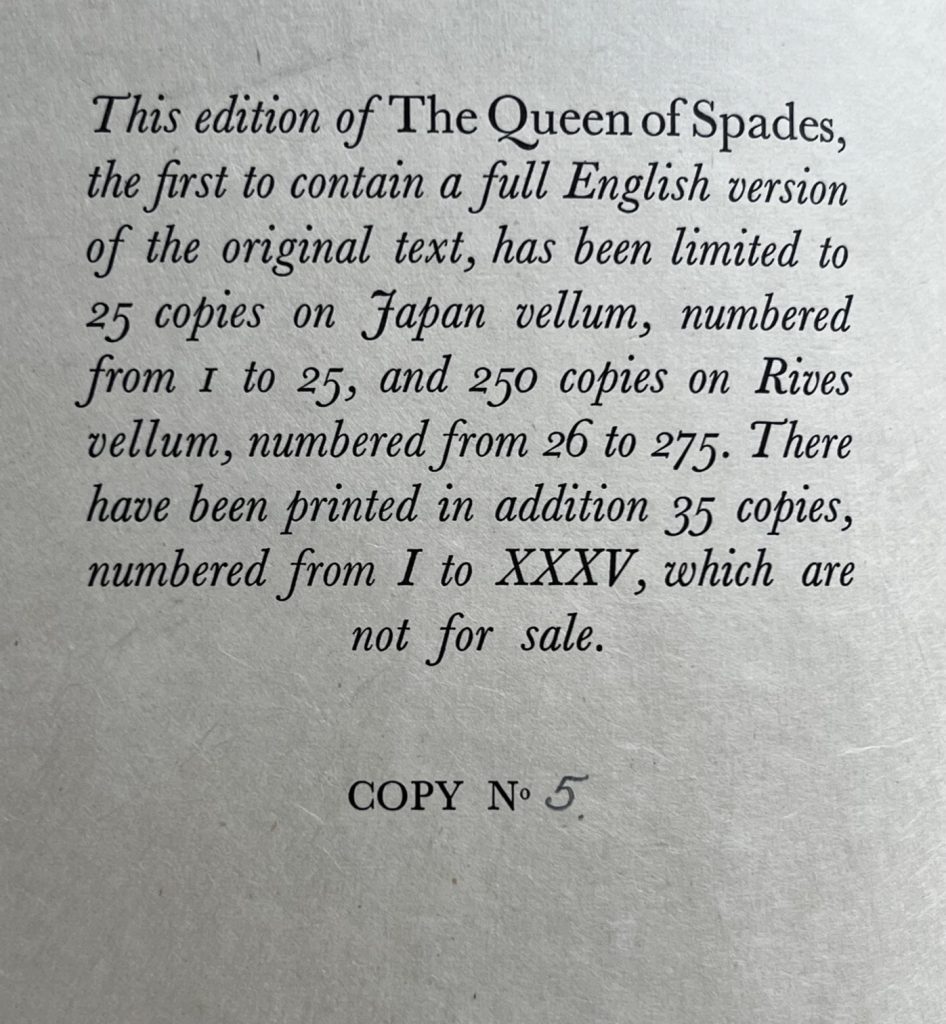 This edition of The Queen of Spades,
the first to contain a full English version
of the original text, has been limited to
25 copies on Japan vellum, numbered
from 1 to 25, and 250 copies on Rives
vellum, numbered from 26 to 275. There
have been printed in addition 35 copies,
numbered from I to XXXV, which are
not for sale.
COPY Nº 5.